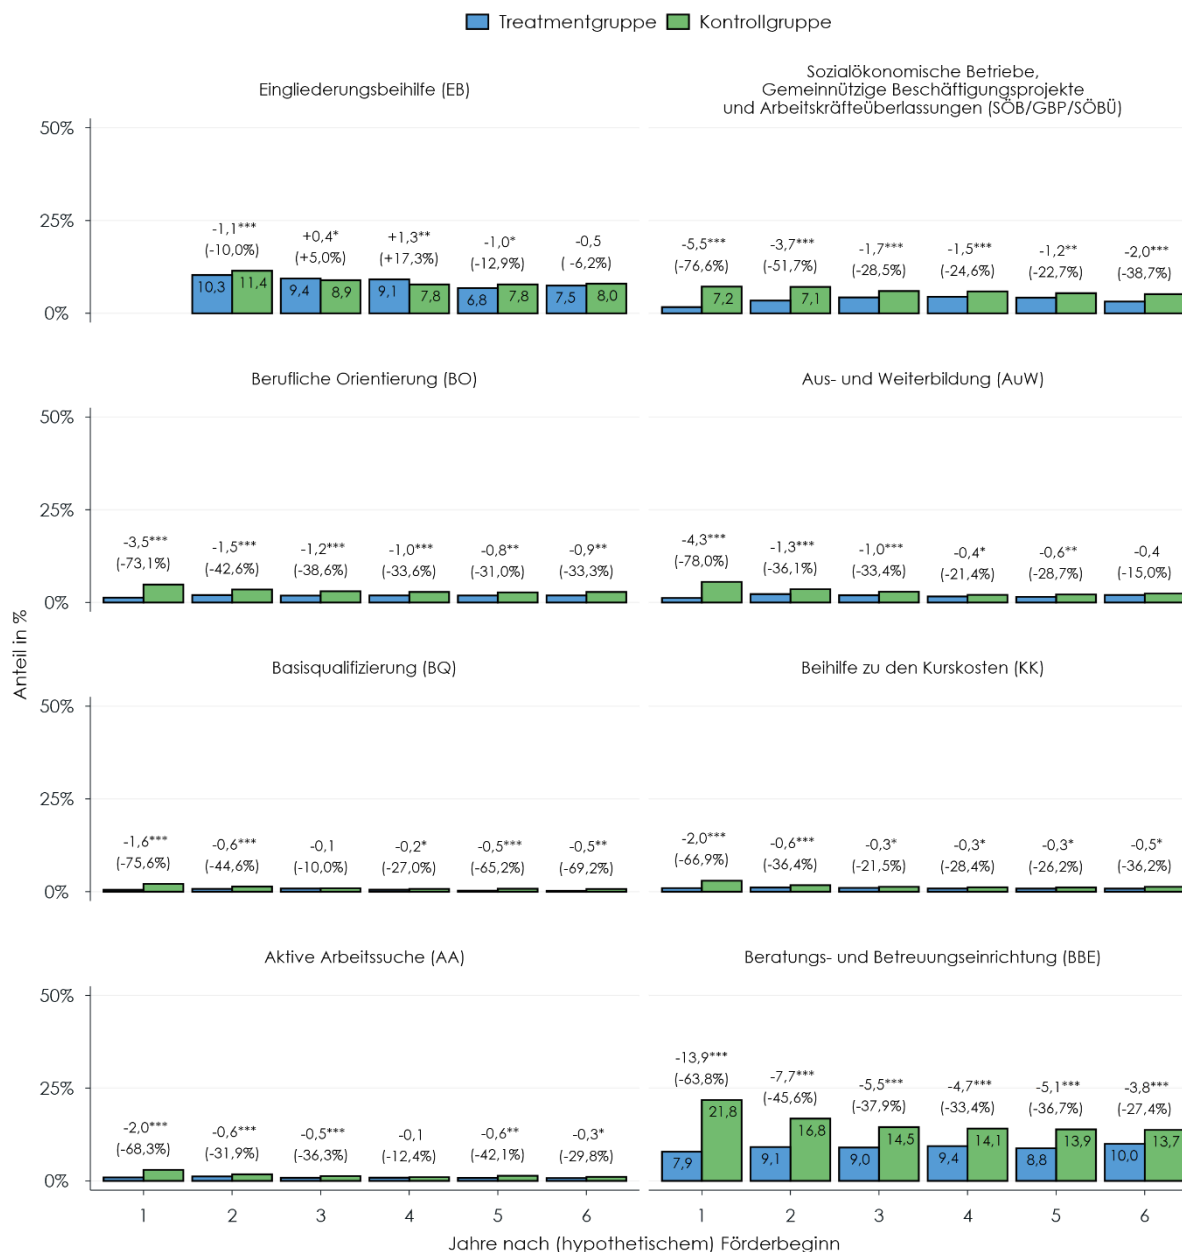 Treatmentgruppe Kontrollgruppe
Eingliederungsbeihilfe (EB)
50%
25%
0%
-1,1*** +0,4* +1,3** -1,0* -0,5
(-10,0%) (+5,0%) (+17,3%) (-12,9%) ( -6,2%)
10,3 11,4 9,4 8,9 9,1 7,8 6,8 7,8 7,5 8,0
Sozialökonomische Betriebe,
Gemeinnützige Beschäftigungsprojekte
und Arbeitskräfteüberlassungen (SÖB/GBP/SÖBÜ)
-5,5*** -3,7*** -1,7*** -1,5*** -1,2** -2,0***
(-76,6%) (-51,7%) (-28,5%) (-24,6%) (-22,7%) (-38,7%)
7,2 7,1
Berufliche Orientierung (BO)
50%
25%
0%
-3,5*** -1,5*** -1,2*** -1,0*** -0,8** -0,9**
(-73,1%) (-42,6%) (-38,6%) (-33,6%) (-31,0%) (-33,3%)
Aus- und Weiterbildung (AuW)
-4,3*** -1,3*** -1,0*** -0,4* -0,6** -0,4
(-78,0%) (-36,1%) (-33,4%) (-21,4%) (-28,7%) (-15,0%)
Anteil in %
Basisqualifizierung (BQ)
50%
25%
0%
-1,6*** -0,6*** -0,1 -0,2* -0,5*** -0,5**
(-75,6%) (-44,6%) (-10,0%) (-27,0%) (-65,2%) (-69,2%)
Beihilfe zu den Kurskosten (KK)
-2,0*** -0,6*** -0,3* -0,3* -0,3* -0,5*
(-66,9%) (-36,4%) (-21,5%) (-28,4%) (-26,2%) (-36,2%)
Aktive Arbeitssuche (AA)
50%
25%
0%
-2,0*** -0,6*** -0,5*** -0,1 -0,6** -0,3*
(-68,3%) (-31,9%) (-36,3%) (-12,4%) (-42,1%) (-29,8%)
1 2 3 4 5 6
Beratungs- und Betreuungseinrichtung (BBE)
-13,9*** -7,7*** -5,5*** -4,7*** -5,1*** -3,8***
(-63,8%) (-45,6%) (-37,9%) (-33,4%) (-36,7%) (-27,4%)
7,9 21,8 9,1 16,8 9,0 14,5 9,4 14,1 8,8 13,9 10,0 13,7
1 2 3 4 5 6
Jahre nach (hypothetischem) Förderbeginn